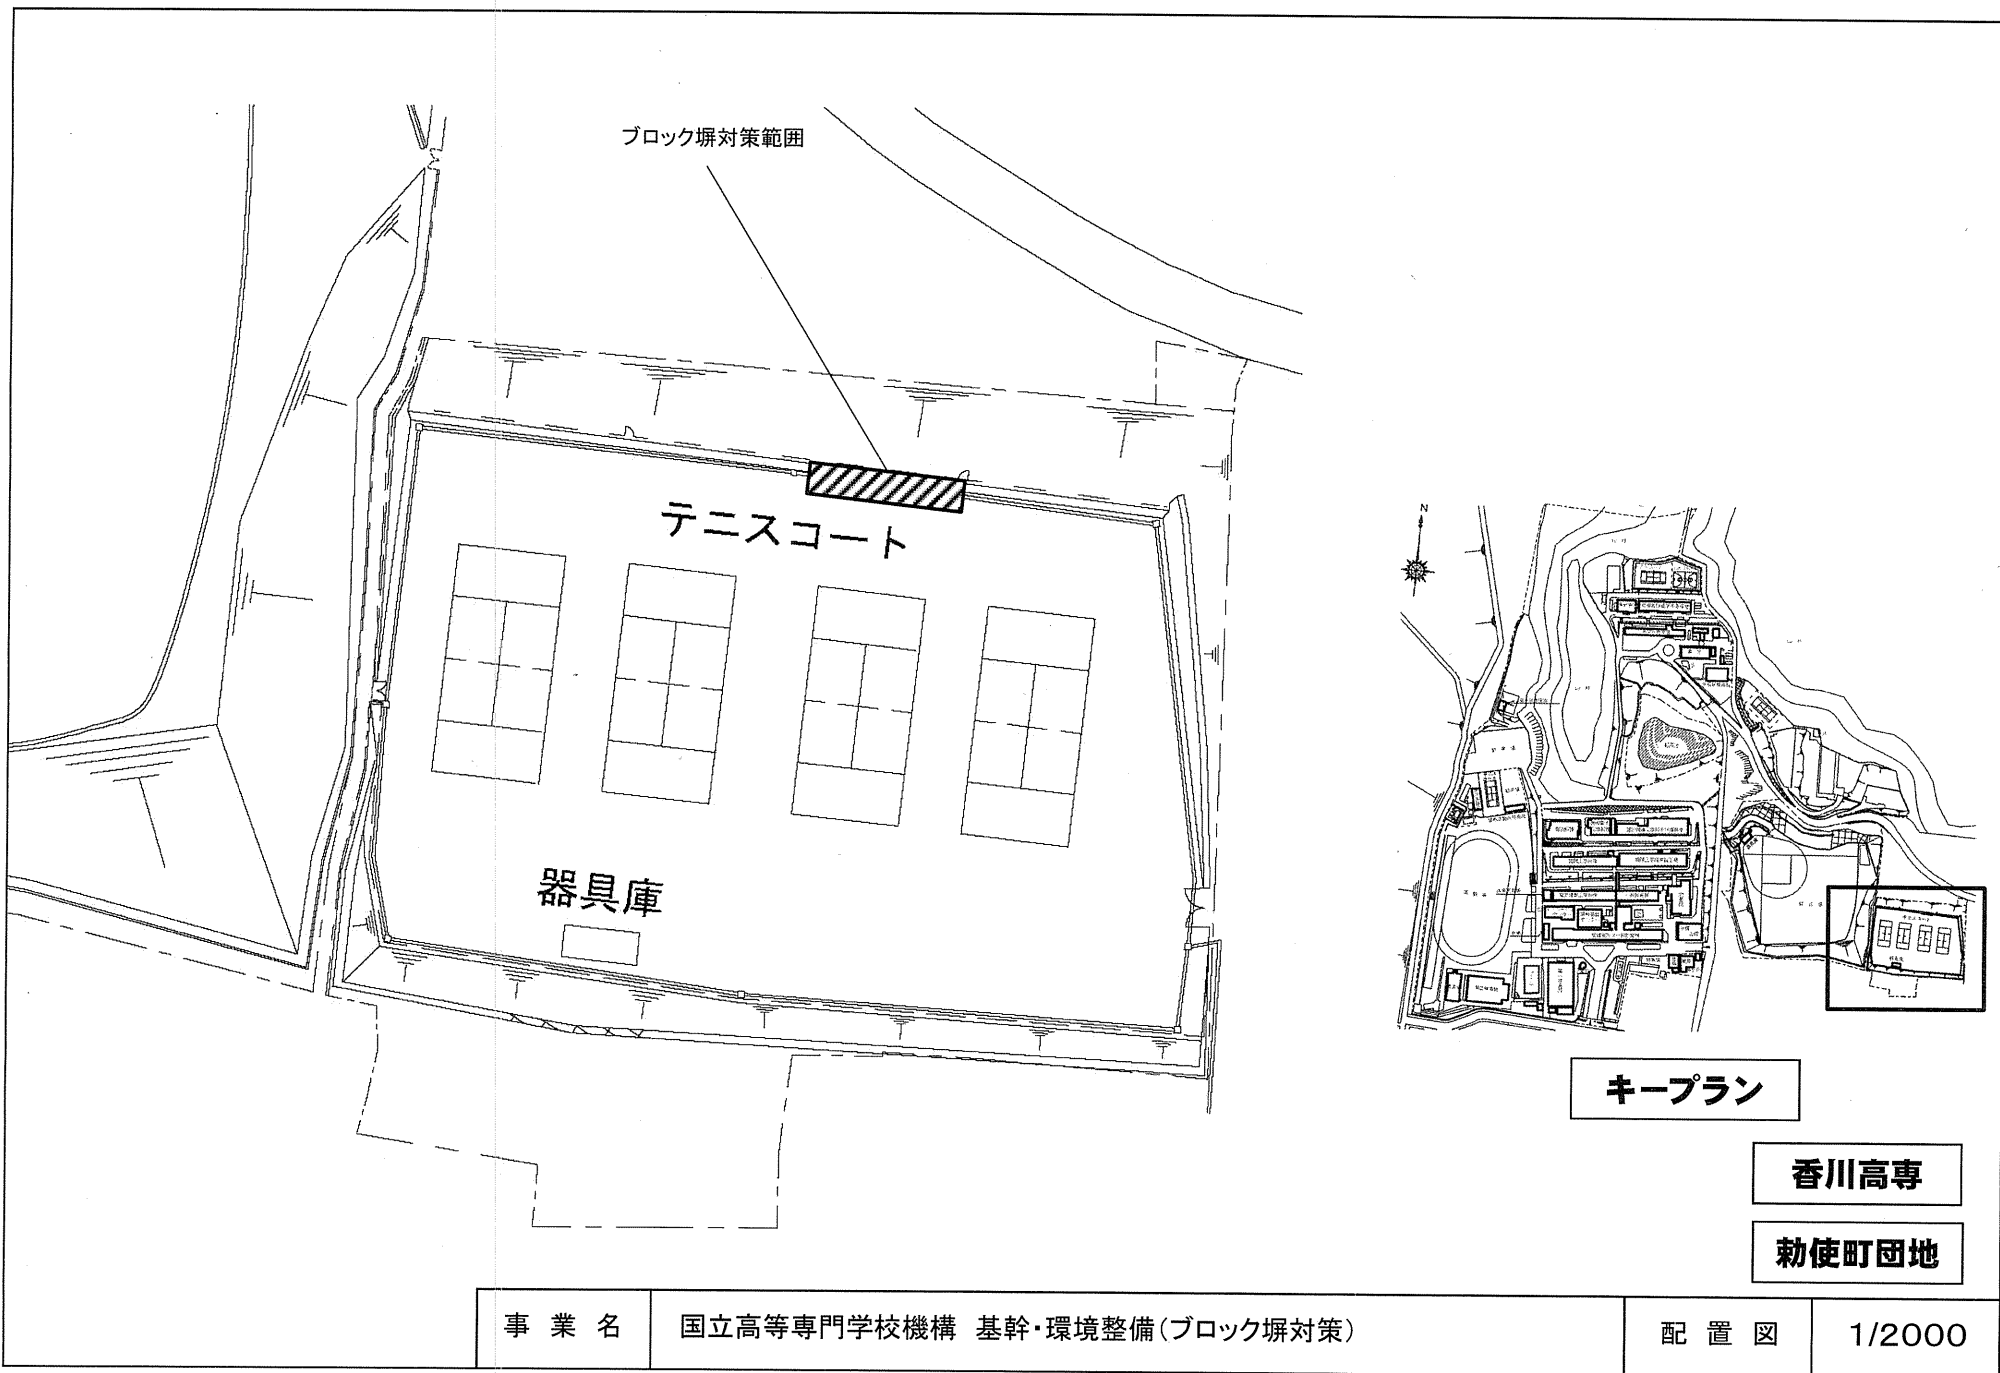 ブロック塀対策範囲
テニスコート
器具庫
N
キープラン
香川高専
勅使町団地
事業名
国立高等専門学校機構 基幹・環境整備（ブロック塀対策）
配置図
1/2000